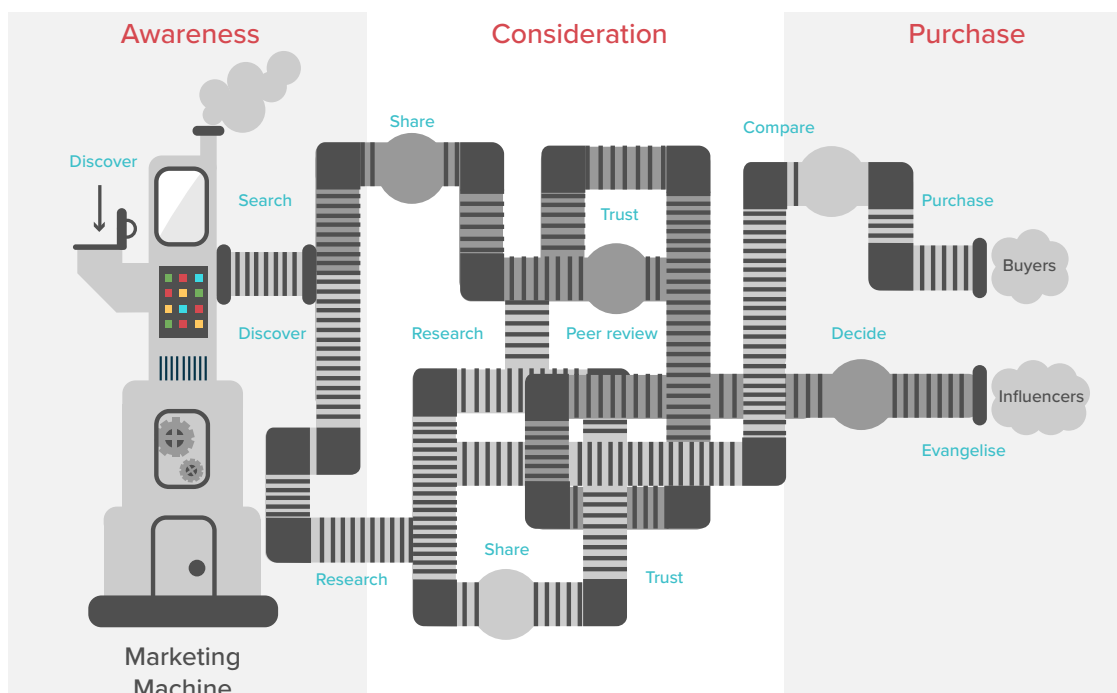 Awareness
Consideration
Purchase
Share
Compare
Discover
Search
Trust
Purchase
Buyers
Discover
Research
Peer review
Decide
Influencers
Evangelise
Share
Research
Trust
Marketing
Machine